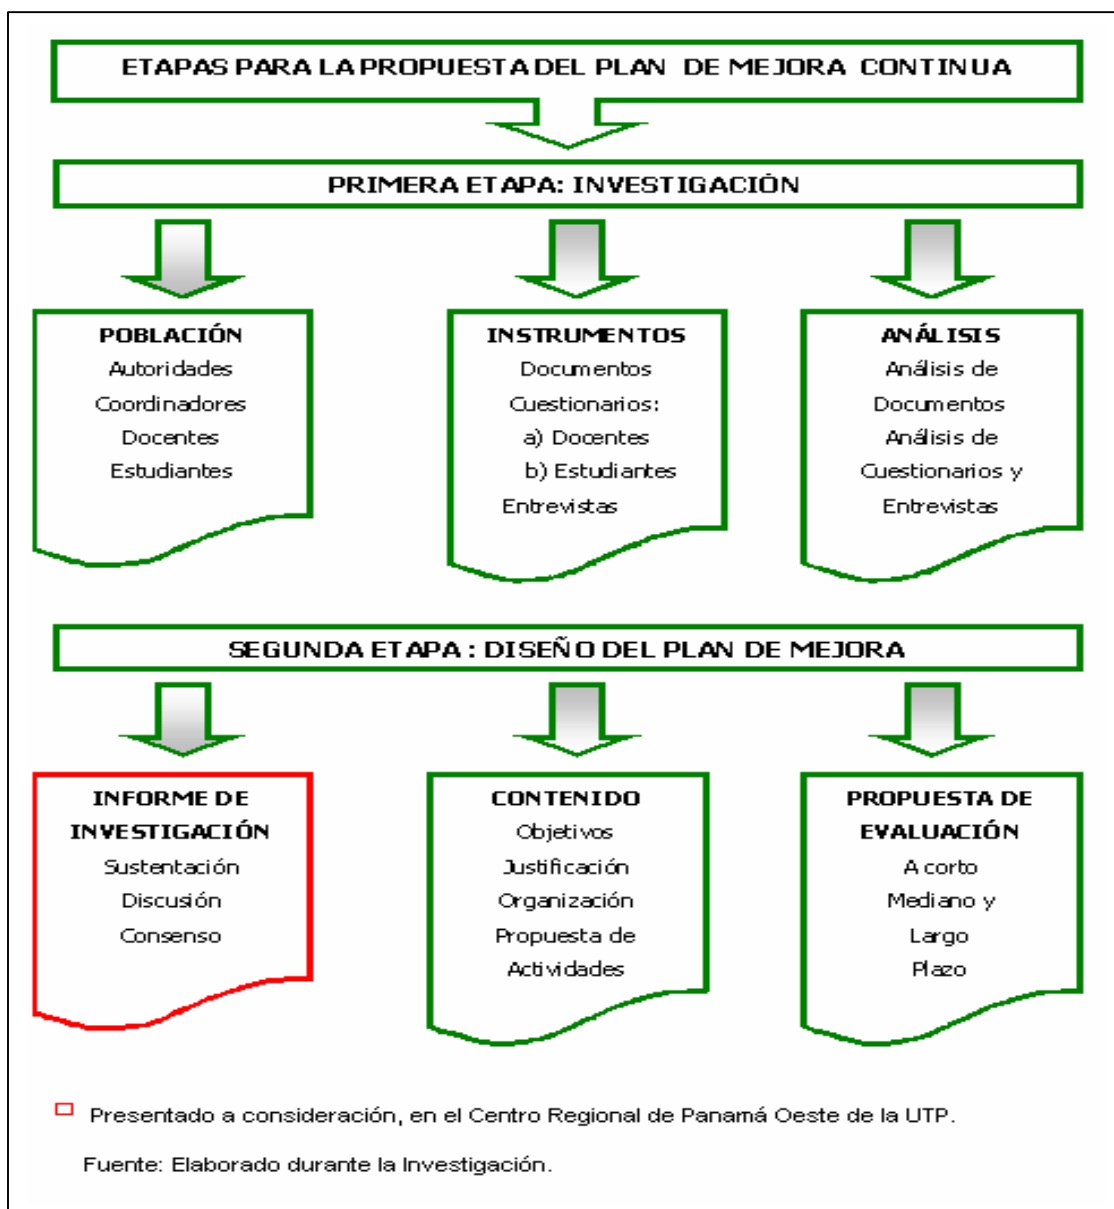 ETAPAS PARA LA PROPUESTA DEL PLAN DE MEJORA CONTINUA
PRIMERA ETAPA: INVESTIGACIÓN
POBLACIÓN
Autoridades
Coordinadores
Docentes
Estudiantes
INSTRUMENTOS
Documentos
Cuestionarios:
a) Docentes
b) Estudiantes
Entrevistas
ANÁLISIS
Análisis de
Documentos
Análisis de
Cuestionarios y
Entrevistas
SEGUNDA ETAPA : DISEÑO DEL PLAN DE MEJORA
INFORME DE
INVESTIGACIÓN
Sustentación
Discusión
Consenso
CONTENIDO
Objetivos
Justificación
Organización
Propuesta de
Actividades
PROPUESTA DE
EVALUACIÓN
A corto
Mediano y
Largo
Plazo
Presentado a consideración, en el Centro Regional de Panamá Oeste de la UTP.
Fuente: Elaborado durante la Investigación.